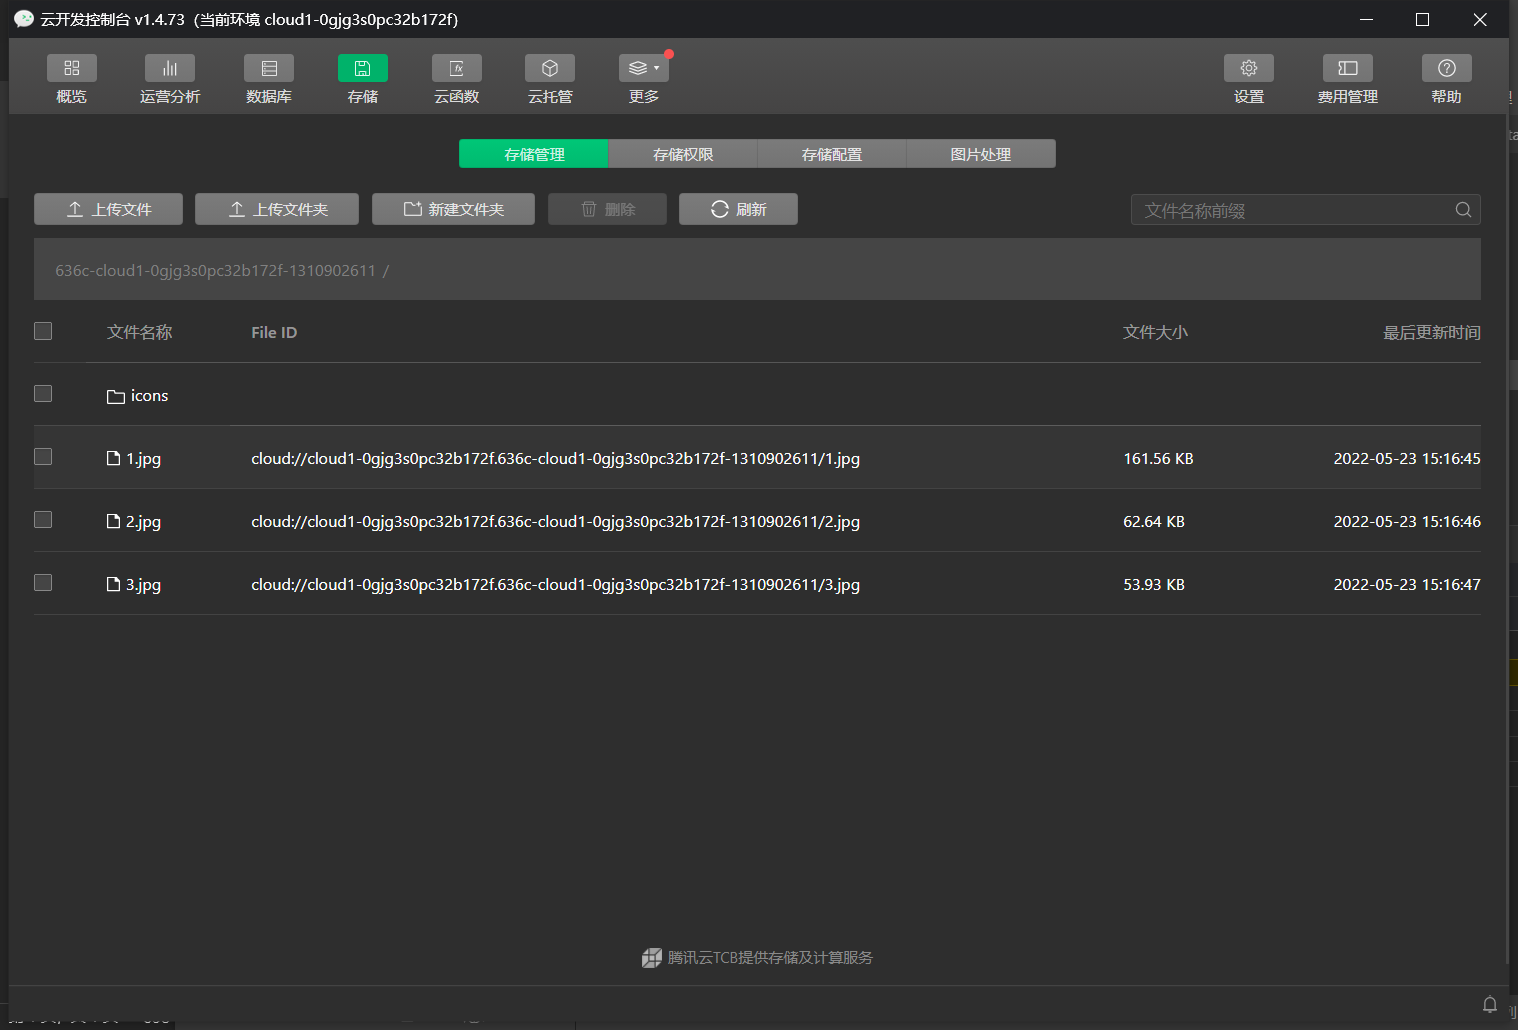 云开发控制台 v1.4.73 (当前环境 cloud1-0gjg3s0pc32b172f)
概览 运营分析 数据库 存储 云函数 云托管 更多 设置 费用管理 帮助
存储管理 存储权限 存储配置 图片处理
上传文件 上传文件夹 新建文件夹 删除 刷新 文件名称前缀
636c-cloud1-0gjg3s0pc32b172f-1310902611 /
文件名称 File ID 文件大小 最后更新时间
icons
1.jpg cloud://cloud1-0gjg3s0pc32b172f.636c-cloud1-0gjg3s0pc32b172f-1310902611/1.jpg 161.56 KB 2022-05-23 15:16:45
2.jpg cloud://cloud1-0gjg3s0pc32b172f.636c-cloud1-0gjg3s0pc32b172f-1310902611/2.jpg 62.64 KB 2022-05-23 15:16:46
3.jpg cloud://cloud1-0gjg3s0pc32b172f.636c-cloud1-0gjg3s0pc32b172f-1310902611/3.jpg 53.93 KB 2022-05-23 15:16:47
腾讯云TCB提供存储及计算服务